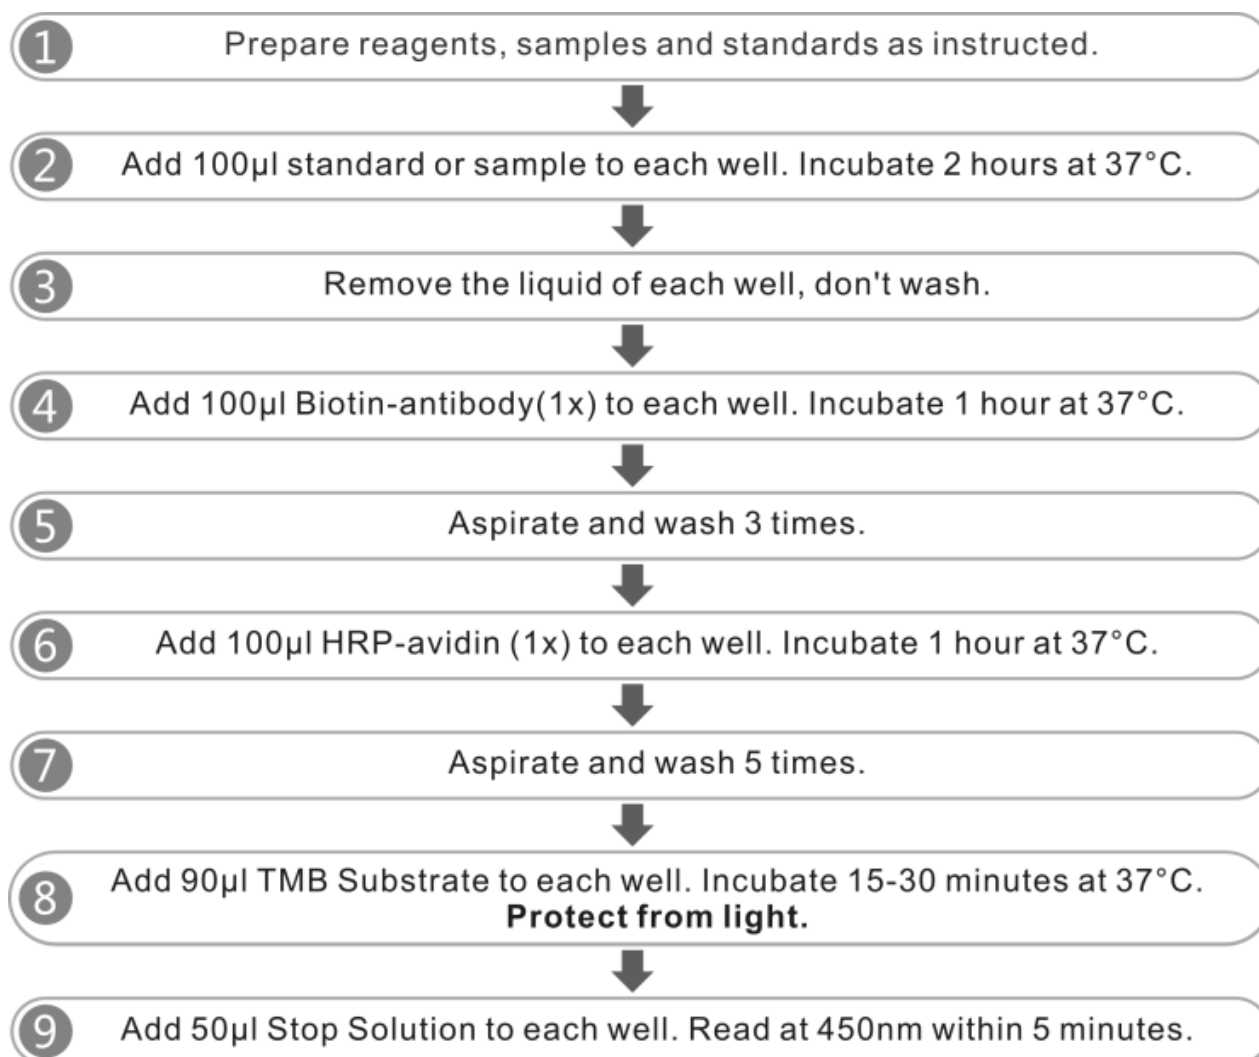 1 Prepare reagents, samples and standards as instructed.
2 Add 100μl standard or sample to each well. Incubate 2 hours at 37°C.
3 Remove the liquid of each well, don't wash.
4 Add 100μl Biotin-antibody(1x) to each well. Incubate 1 hour at 37°C.
5 Aspirate and wash 3 times.
6 Add 100μl HRP-avidin (1x) to each well. Incubate 1 hour at 37°C.
7 Aspirate and wash 5 times.
8 Add 90μl TMB Substrate to each well. Incubate 15-30 minutes at 37°C.
Protect from light.
9 Add 50μl Stop Solution to each well. Read at 450nm within 5 minutes.